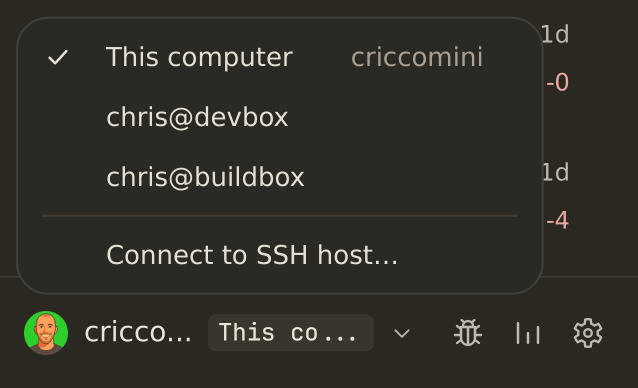 1d
This computer criccomini
-0
chris@devbox
chris@buildbox
1d
-4
Connect to SSH host...
cricco... This co...